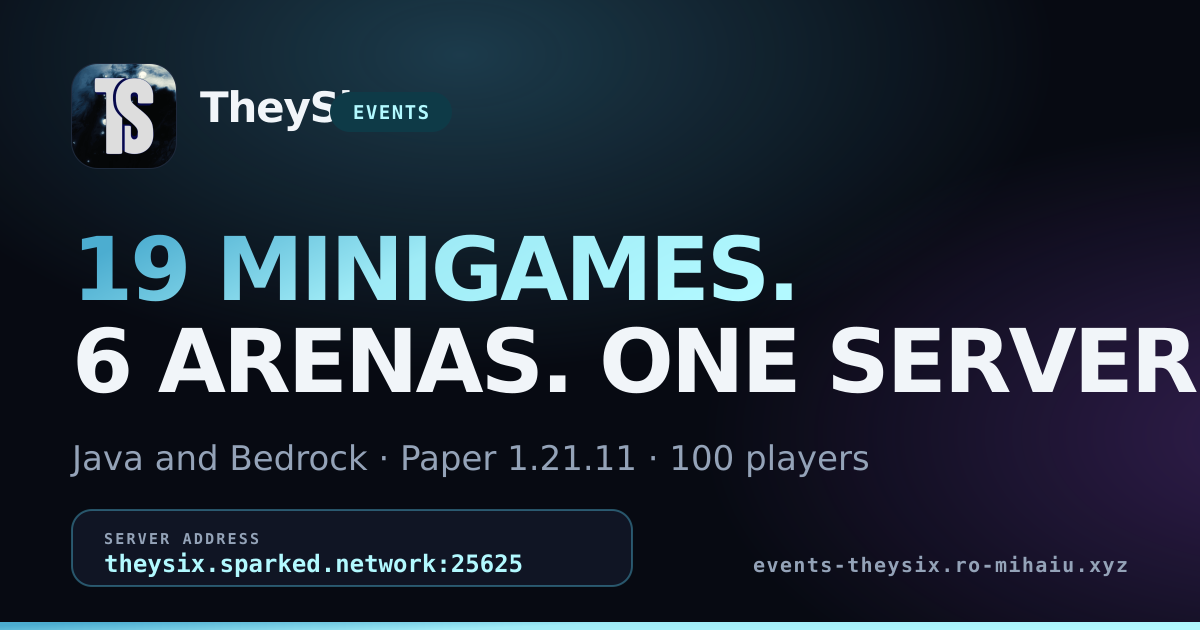 TS
TheyS
EVENTS
19 MINIGAMES.
6 ARENAS. ONE SERVER
Java and Bedrock · Paper 1.21.11 · 100 players
SERVER ADDRESS
theysix.sparked.network:25625
events-theysix.ro-mihaiu.xyz